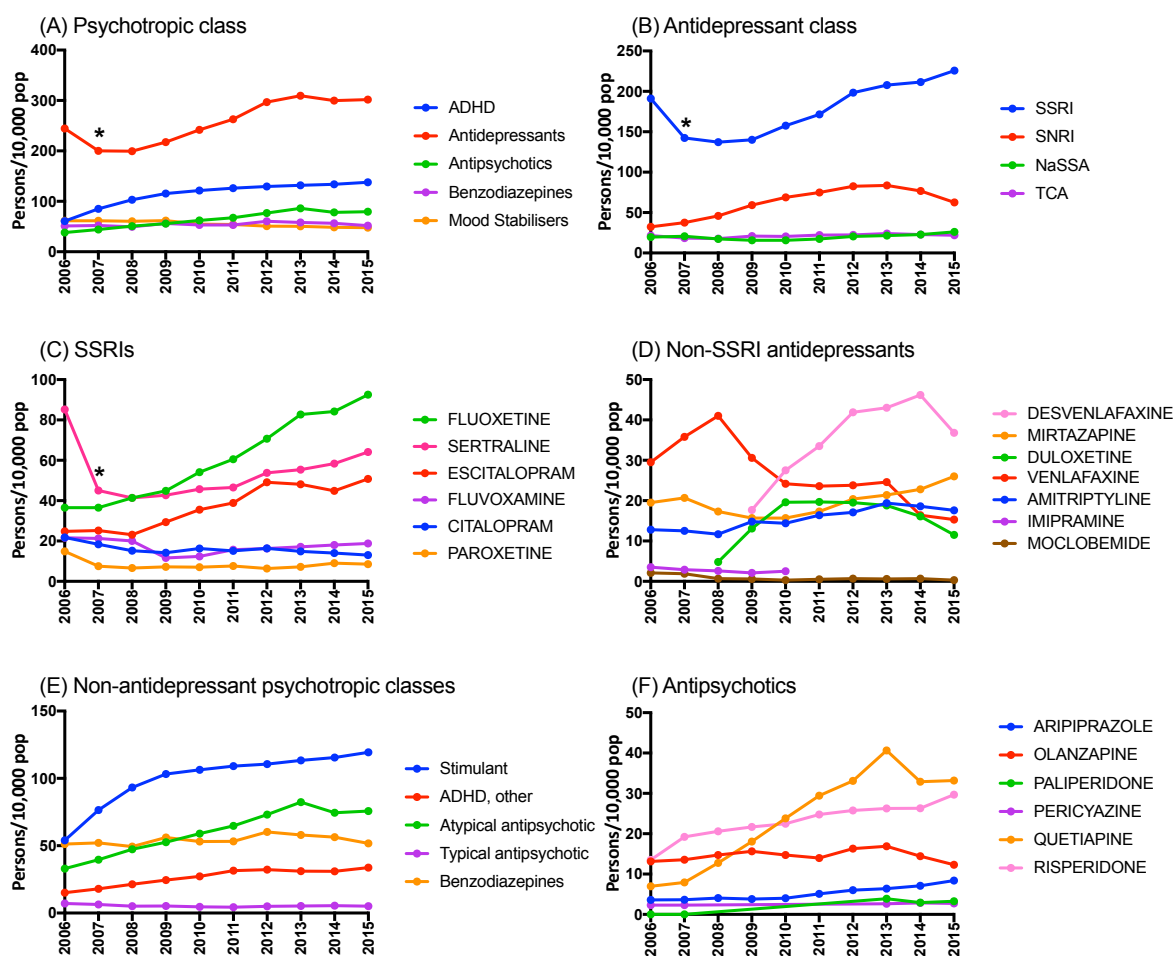 (A) Psychotropic class
Persons/10,000 pop
400
300
200
100
0
*
2006
2007
2008
2009
2010
2011
2012
2013
2014
2015
ADHD
Antidepressants
Antipsychotics
Benzodiazepines
Mood Stabilisers
(B) Antidepressant class
Persons/10,000 pop
250
200
150
100
50
0
*
2006
2007
2008
2009
2010
2011
2012
2013
2014
2015
SSRI
SNRI
NaSSA
TCA
(C) SSRIs
Persons/10,000 pop
100
80
60
40
20
0
*
2006
2007
2008
2009
2010
2011
2012
2013
2014
2015
FLUOXETINE
SERTRALINE
ESCITALOPRAM
FLUVOXAMINE
CITALOPRAM
PAROXETINE
(D) Non-SSRI antidepressants
Persons/10,000 pop
50
40
30
20
10
0
2006
2007
2008
2009
2010
2011
2012
2013
2014
2015
DESVENLAFAXINE
MIRTAZAPINE
DULOXETINE
VENLAFAXINE
AMITRIPTYLINE
IMIPRAMINE
MOCLOBEMIDE
(E) Non-antidepressant psychotropic classes
Persons/10,000 pop
150
100
50
0
2006
2007
2008
2009
2010
2011
2012
2013
2014
2015
Stimulant
ADHD, other
Atypical antipsychotic
Typical antipsychotic
Benzodiazepines
(F) Antipsychotics
Persons/10,000 pop
50
40
30
20
10
0
2006
2007
2008
2009
2010
2011
2012
2013
2014
2015
ARIPIPRAZOLE
OLANZAPINE
PALIPERIDONE
PERICYAZINE
QUETIAPINE
RISPERIDONE